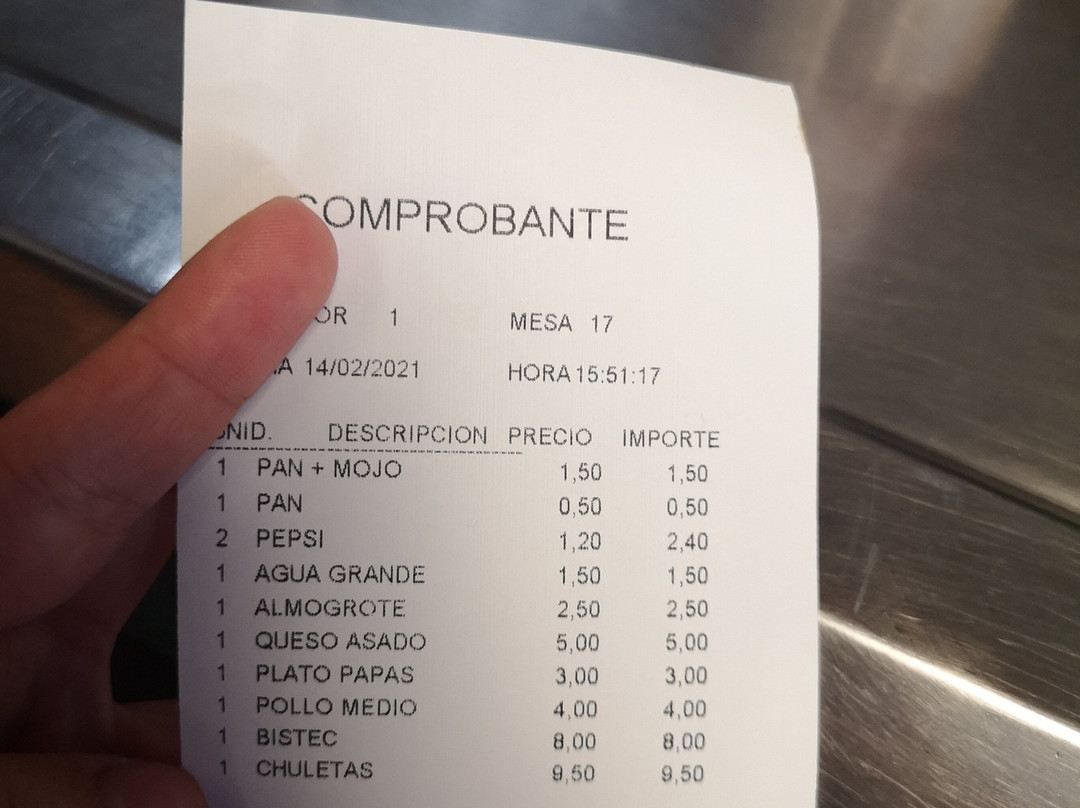 COMPROBANTE
1 MESA 17
14/02/2021 HORA 15:51:17
DESCRIPCION PRECIO IMPORTE
1 PAN + MOJO 1,50 1,50
1 PAN 0,50 0,50
2 PEPSI 1,20 2,40
1 AGUA GRANDE 1,50 1,50
1 ALMOGROTE 2,50 2,50
1 QUESO ASADO 5,00 5,00
1 PLATO PAPAS 3,00 3,00
1 POLLO MEDIO 4,00 4,00
1 BISTEC 8,00 8,00
1 CHULETAS 9,50 9,50